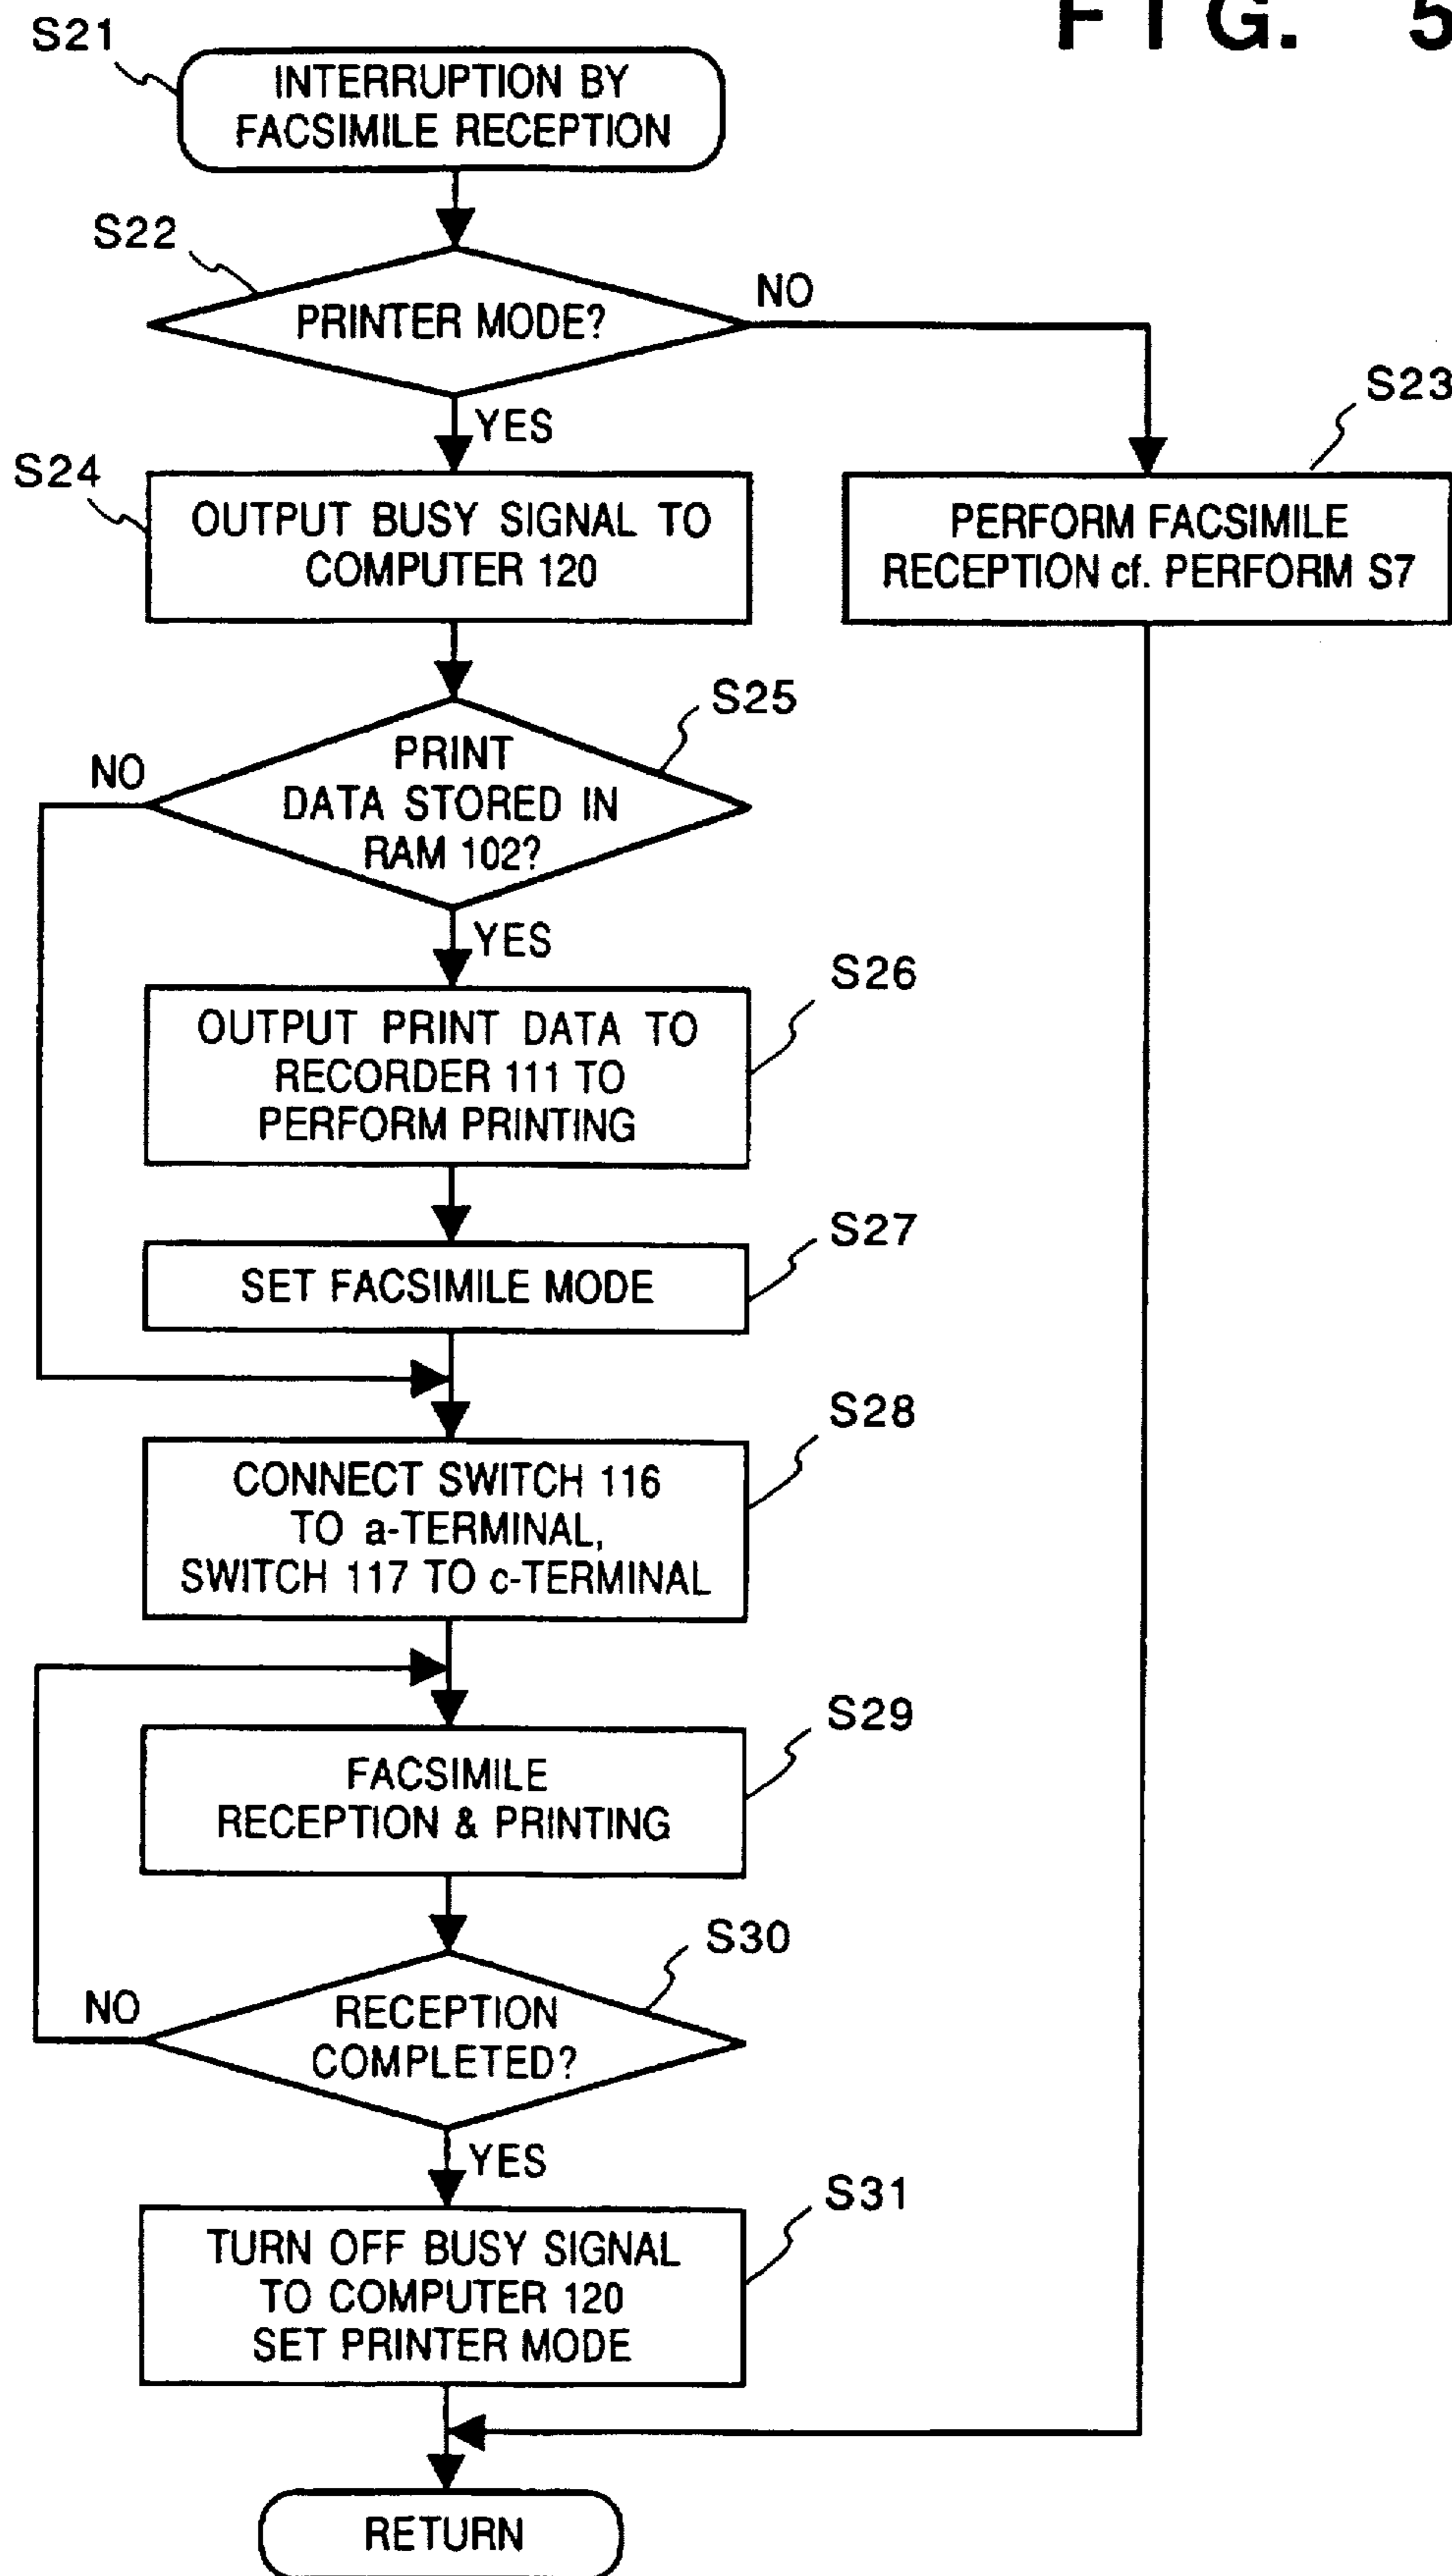 FIG. 5
S21
INTERRUPTION BY
FACSIMILE RECEPTION
S22
PRINTER MODE?
NO
YES
S23
PERFORM FACSIMILE
RECEPTION cf. PERFORM S7
S24
OUTPUT BUSY SIGNAL TO
COMPUTER 120
S25
PRINT
DATA STORED IN
RAM 102?
NO
YES
S26
OUTPUT PRINT DATA TO
RECORDER 111 TO
PERFORM PRINTING
S27
SET FACSIMILE MODE
S28
CONNECT SWITCH 116
TO a-TERMINAL,
SWITCH 117 TO c-TERMINAL
S29
FACSIMILE
RECEPTION & PRINTING
S30
RECEPTION
COMPLETED?
NO
YES
S31
TURN OFF BUSY SIGNAL
TO COMPUTER 120
SET PRINTER MODE
RETURN